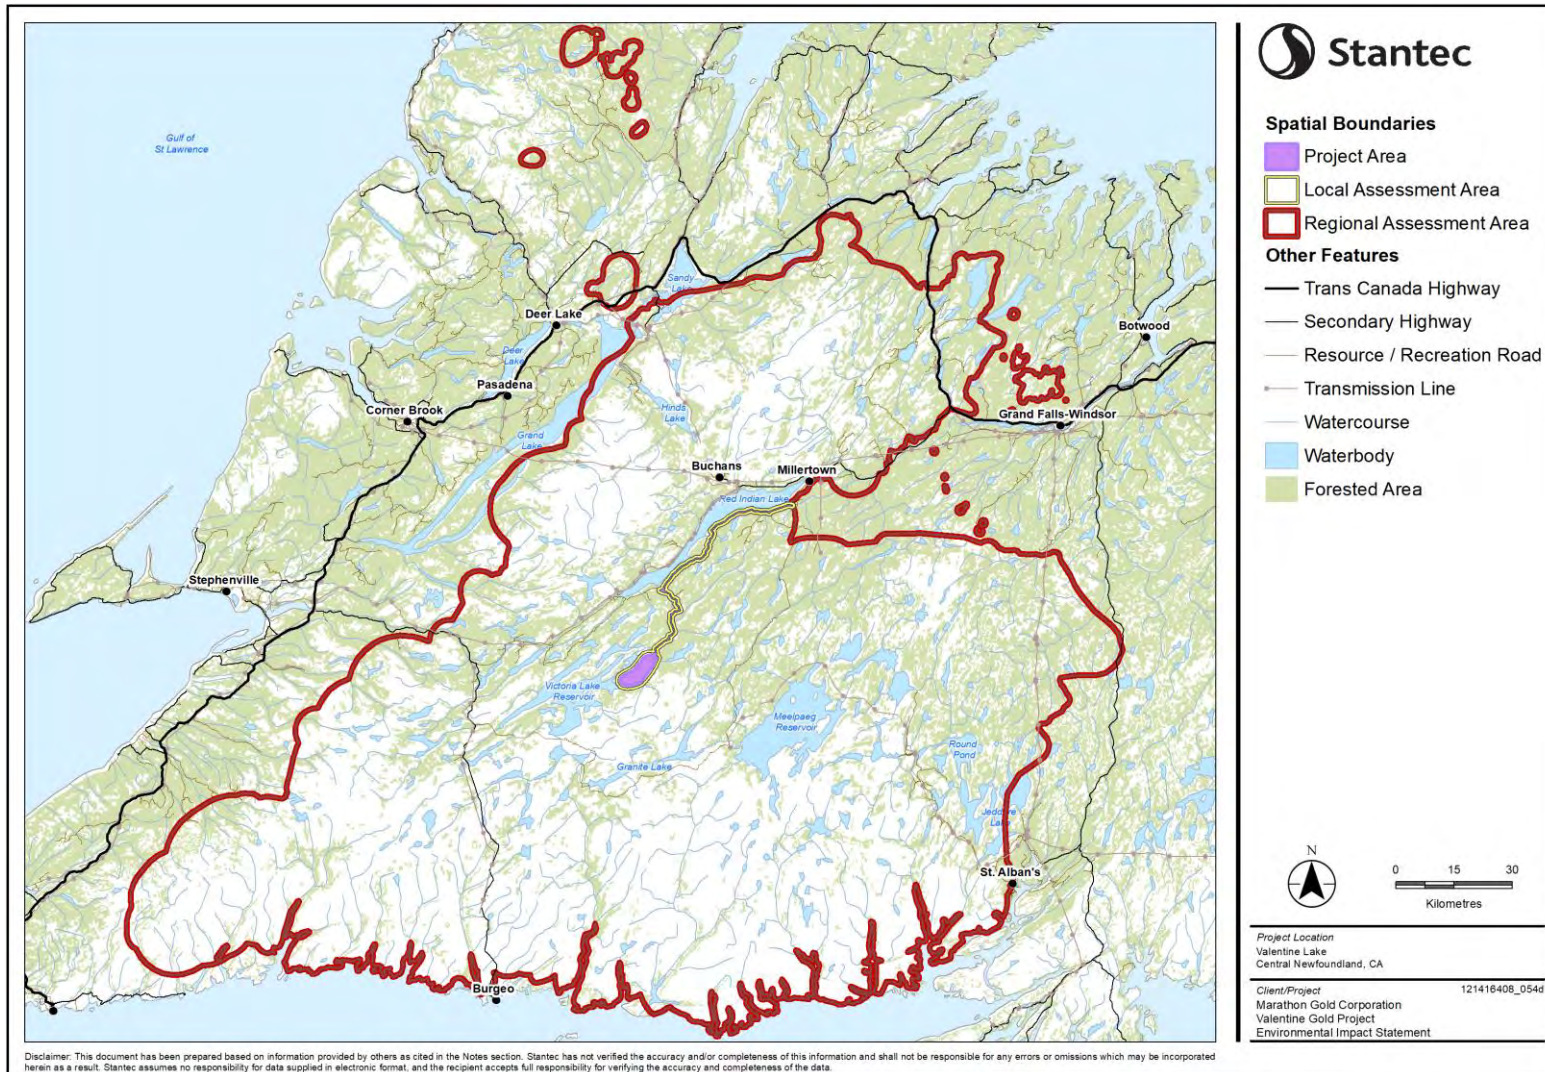 Stantec
Spatial Boundaries
Project Area
Local Assessment Area
Regional Assessment Area
Other Features
Trans Canada Highway
Secondary Highway
Resource / Recreation Road
Transmission Line
Watercourse
Waterbody
Forested Area
Gulf of
St Lawrence
Sandy
Lake
Deer Lake
Deer
Lake
Botwood
Pasadena
Corner Brook
Hinds
Lake
Grand Falls-Windsor
Grand
Lake
Buchans
Millertown
Red Indian Lake
Stephenville
Victoria Lake
Reservoir
Meelpaeg
Reservoir
Round
Pond
Granite Lake
Jeddore
Lake
St. Alban's
Burgeo
N
0 15 30
Kilometres
Project Location
Valentine Lake
Central Newfoundland, CA
Client/Project 121416408_054d
Marathon Gold Corporation
Valentine Gold Project
Environmental Impact Statement
Disclaimer: This document has been prepared based on information provided by others as cited in the Notes section. Stantec has not verified the accuracy and/or completeness of this information and shall not be responsible for any errors or omissions which may be incorporated
herein as a result. Stantec assumes no responsibility for data supplied in electronic format, and the recipient accepts full responsibility for verifying the accuracy and completeness of the data.